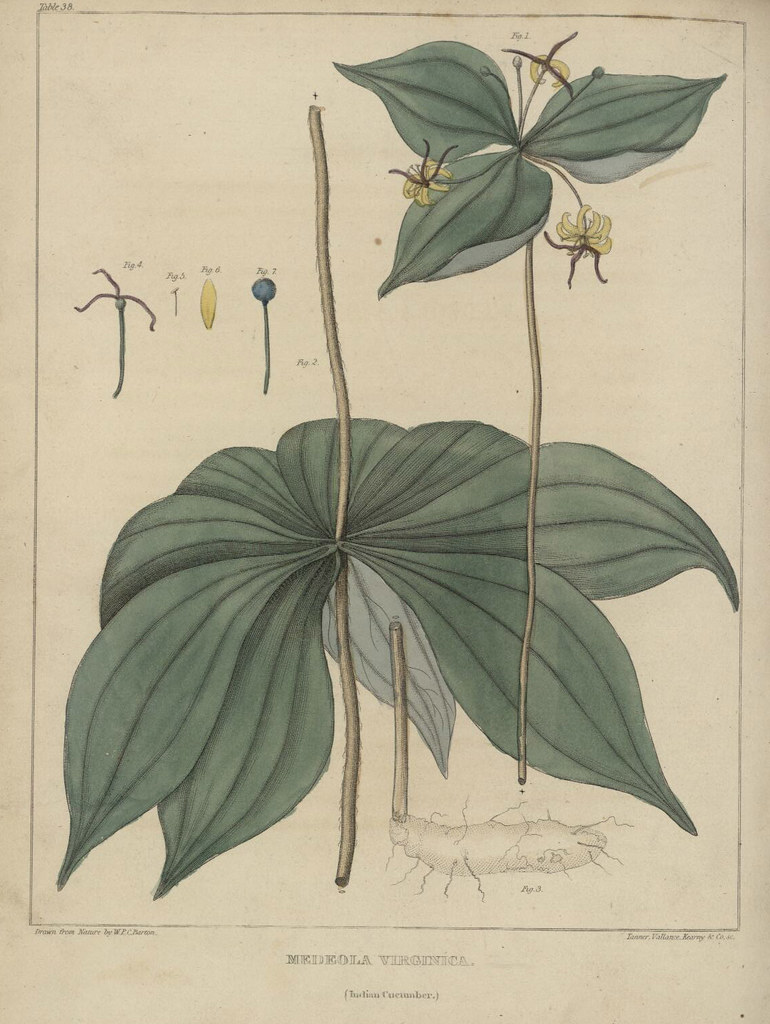 Table 38.
Fig. 1.
Fig. 4.
Fig. 5.
Fig. 6.
Fig. 7.
Fig. 2.
Fig. 3.
Drawn from Nature by W.P.C. Barton.
Tanner, Vallance, Kearny & Co. sc.
MEDEOLA VIRGINICA.
(Indian Cucumber.)